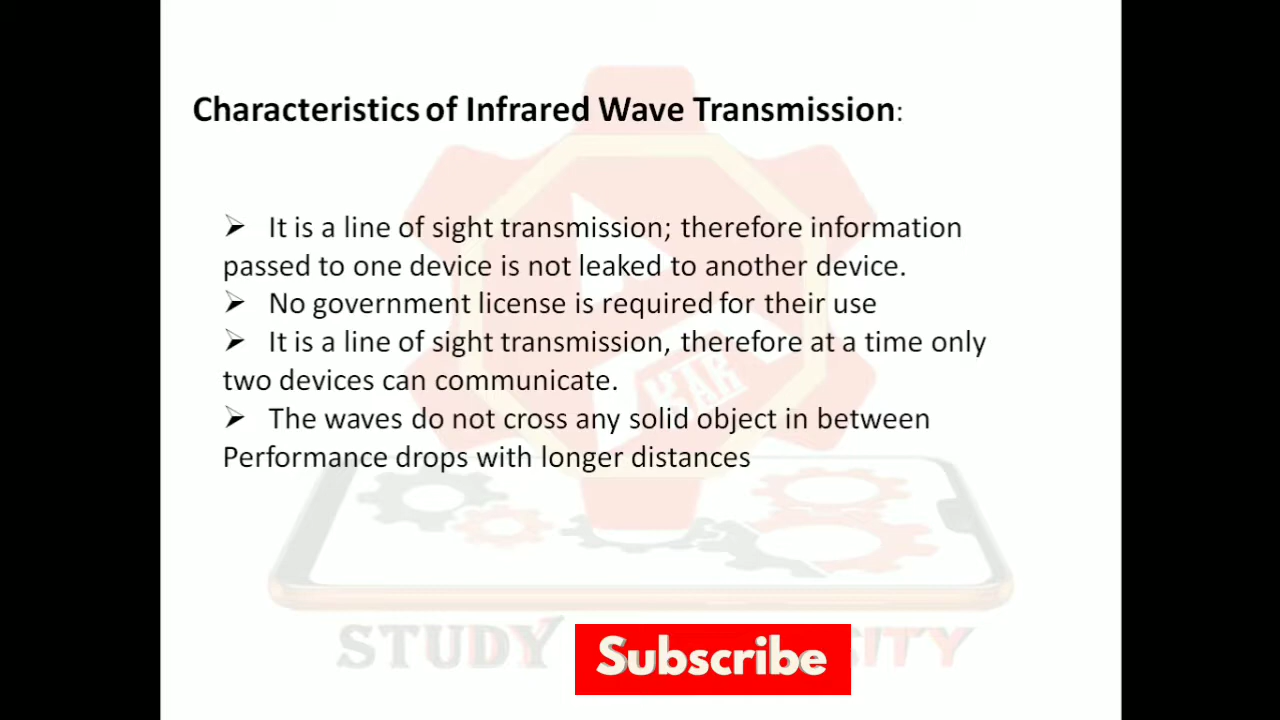 Characteristics of Infrared Wave Transmission:
➢ It is a line of sight transmission; therefore information
passed to one device is not leaked to another device.
➢ No government license is required for their use
➢ It is a line of sight transmission, therefore at a time only
two devices can communicate.
➢ The waves do not cross any solid object in between
Performance drops with longer distances
KAR
STUDY
Subscribe
SITY